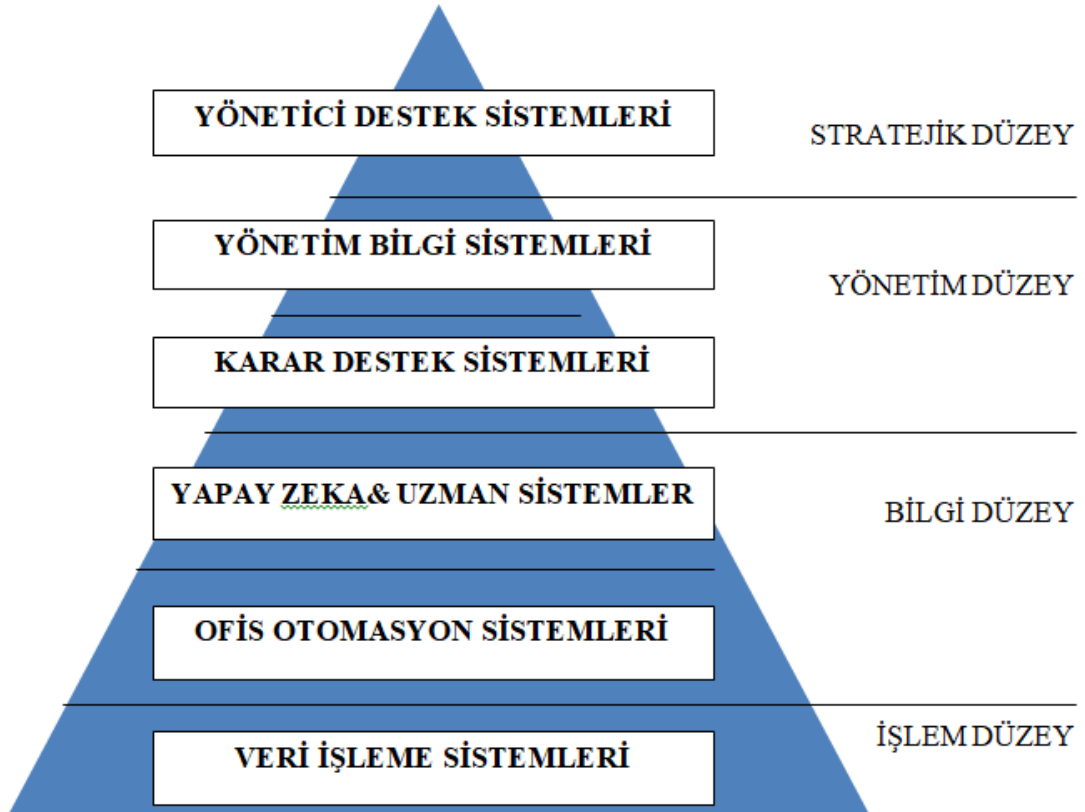 YÖNETİCİ DESTEK SİSTEMLERİ
STRATEJİK DÜZEY
YÖNETİM BİLGİ SİSTEMLERİ
YÖNETİM DÜZEY
KARAR DESTEK SİSTEMLERİ
YAPAY ZEKA& UZMAN SİSTEMLER
BİLGİ DÜZEY
OFİS OTOMASYON SİSTEMLERİ
İŞLEM DÜZEY
VERİ İŞLEME SİSTEMLERİ